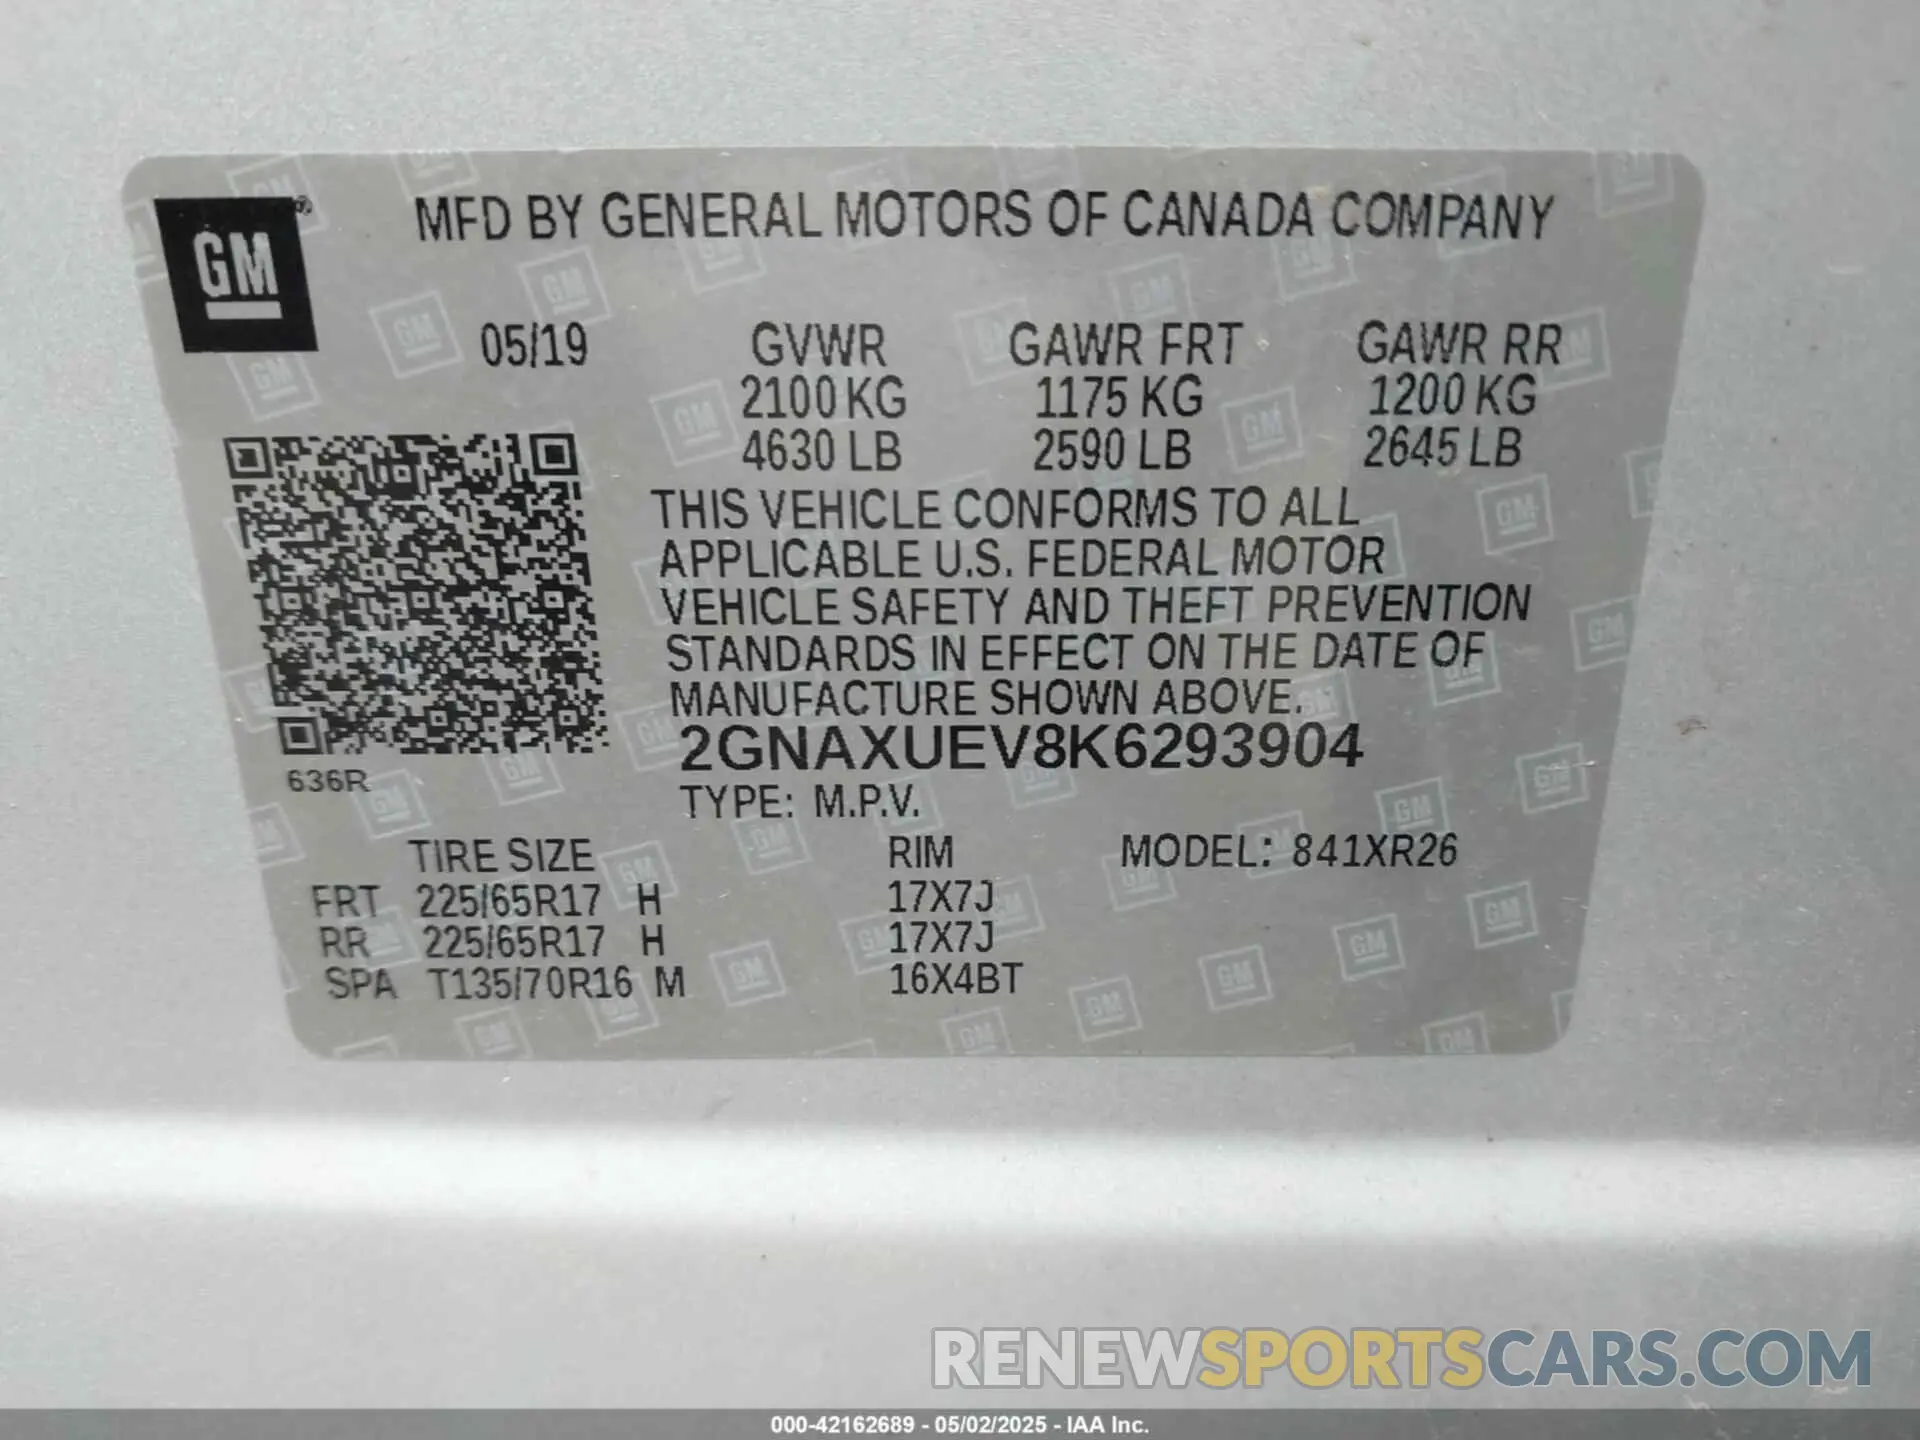 GM
MFD BY GENERAL MOTORS OF CANADA COMPANY
05/19 GVWR GAWR FRT GAWR RR
2100 KG 1175 KG 1200 KG
4630 LB 2590 LB 2645 LB
THIS VEHICLE CONFORMS TO ALL
APPLICABLE U.S. FEDERAL MOTOR
VEHICLE SAFETY AND THEFT PREVENTION
STANDARDS IN EFFECT ON THE DATE OF
MANUFACTURE SHOWN ABOVE.
2GNAXUEV8K6293904
636R
TYPE: M.P.V.
TIRE SIZE RIM MODEL: 841XR26
FRT 225/65R17 H 17X7J
RR 225/65R17 H 17X7J
SPA T135/70R16 M 16X4BT
RENEWSPORTSCARS.COM
000-42162689 - 05/02/2025 - IAA Inc.